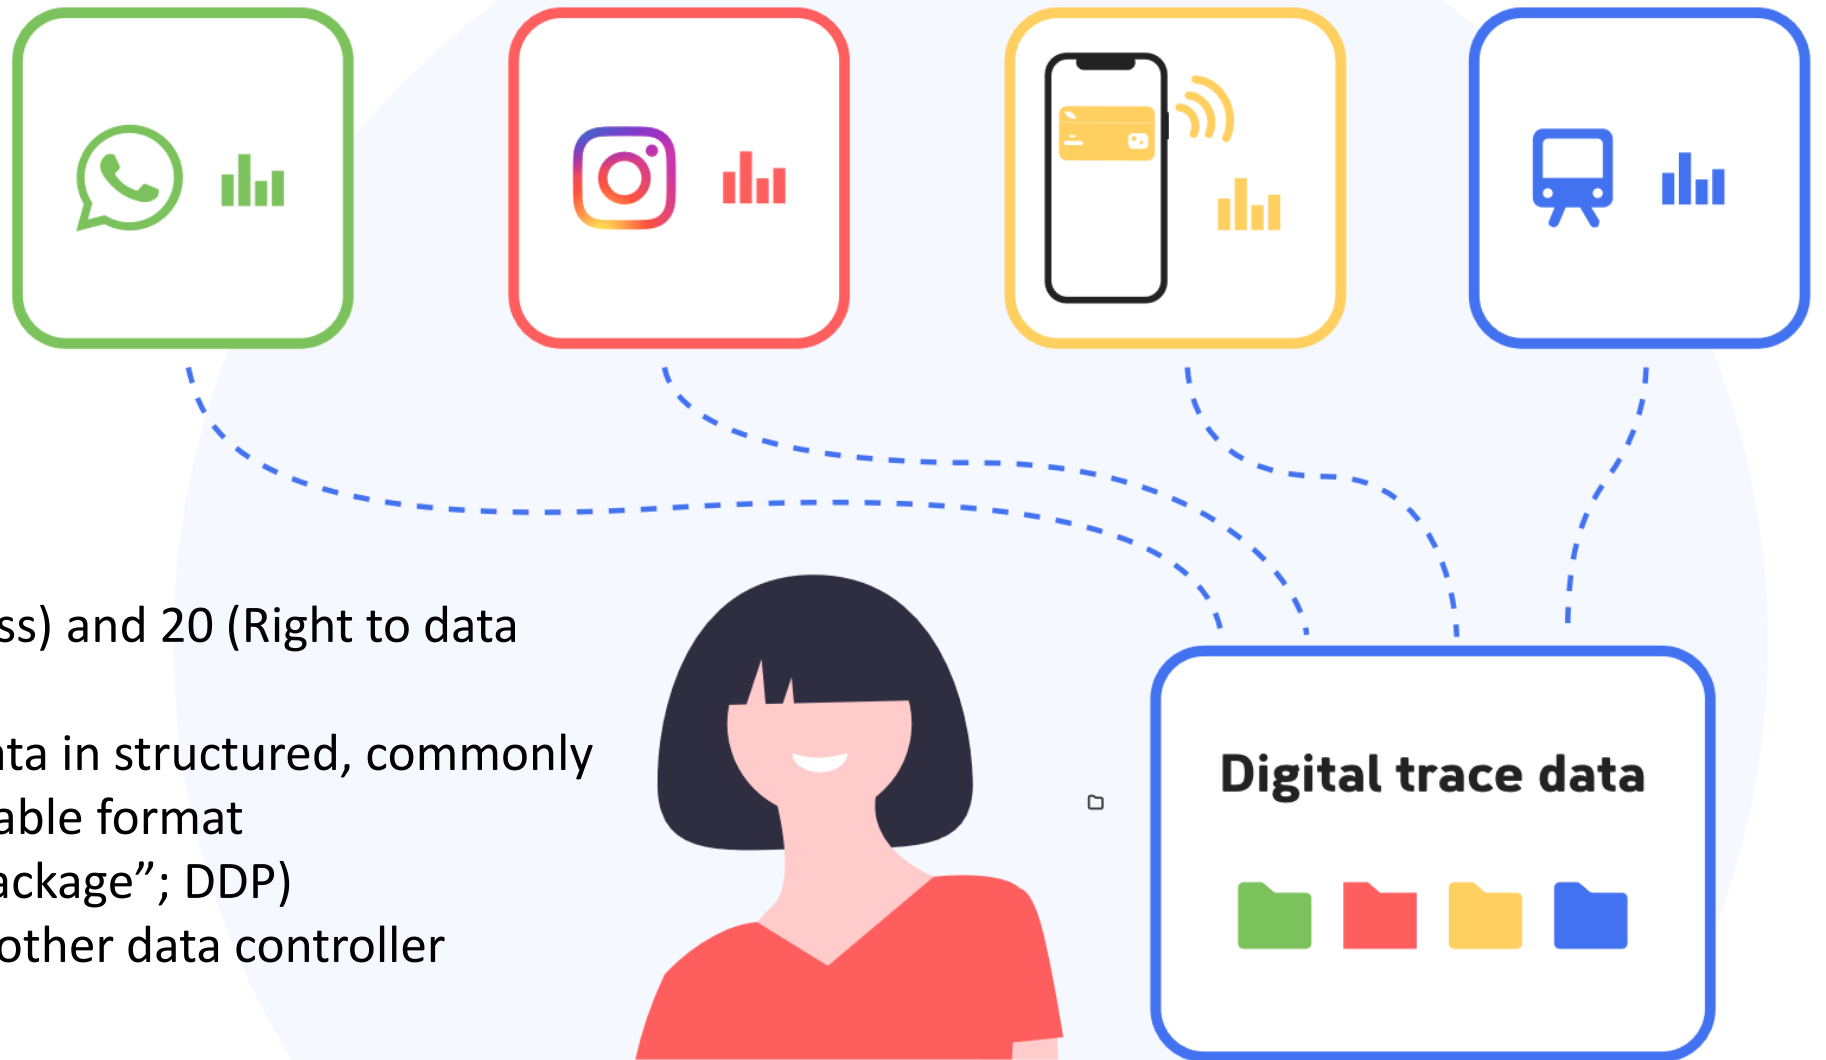 ss) and 20 (Right to data
ta in structured, commonly
able format
ackage”; DDP)
other data controller
Digital trace data